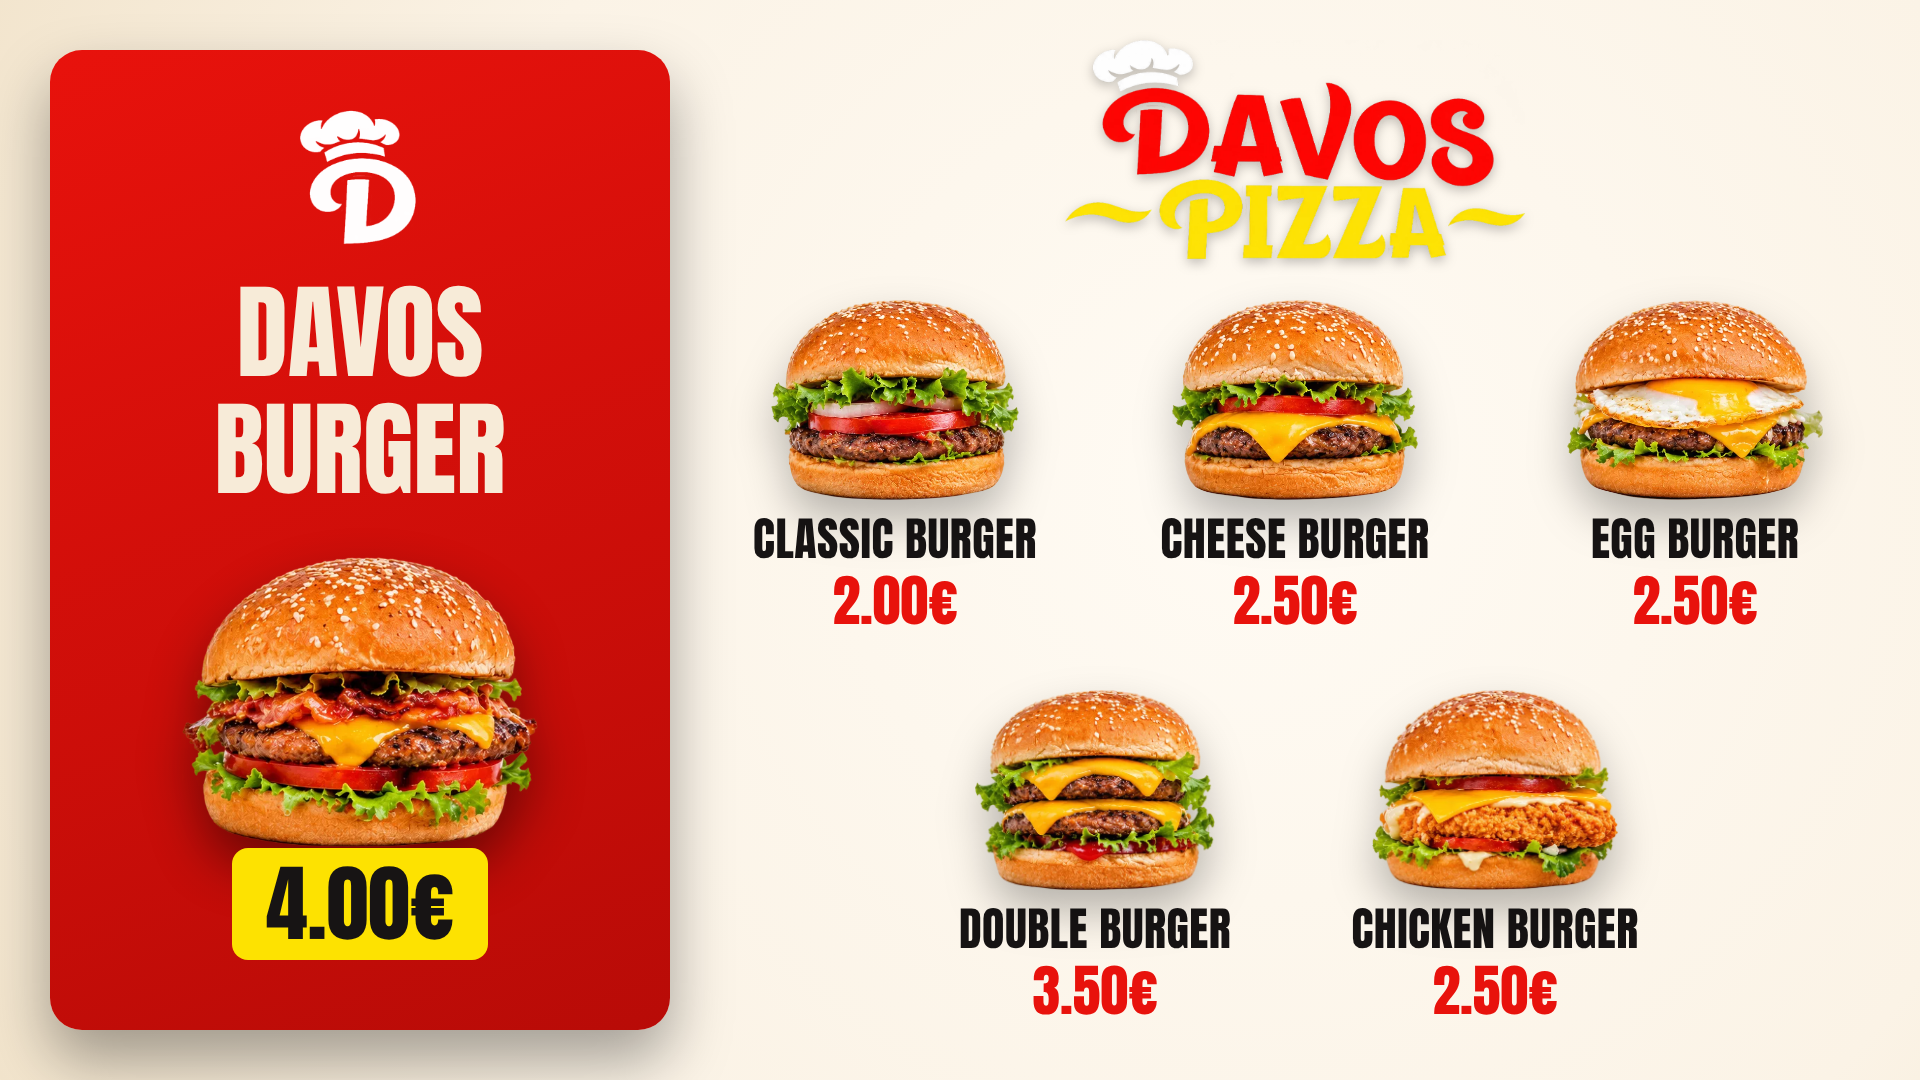 DAVOS
BURGER
4.00€
DAVOS
PIZZA
CLASSIC BURGER
2.00€
CHEESE BURGER
2.50€
EGG BURGER
2.50€
DOUBLE BURGER
3.50€
CHICKEN BURGER
2.50€